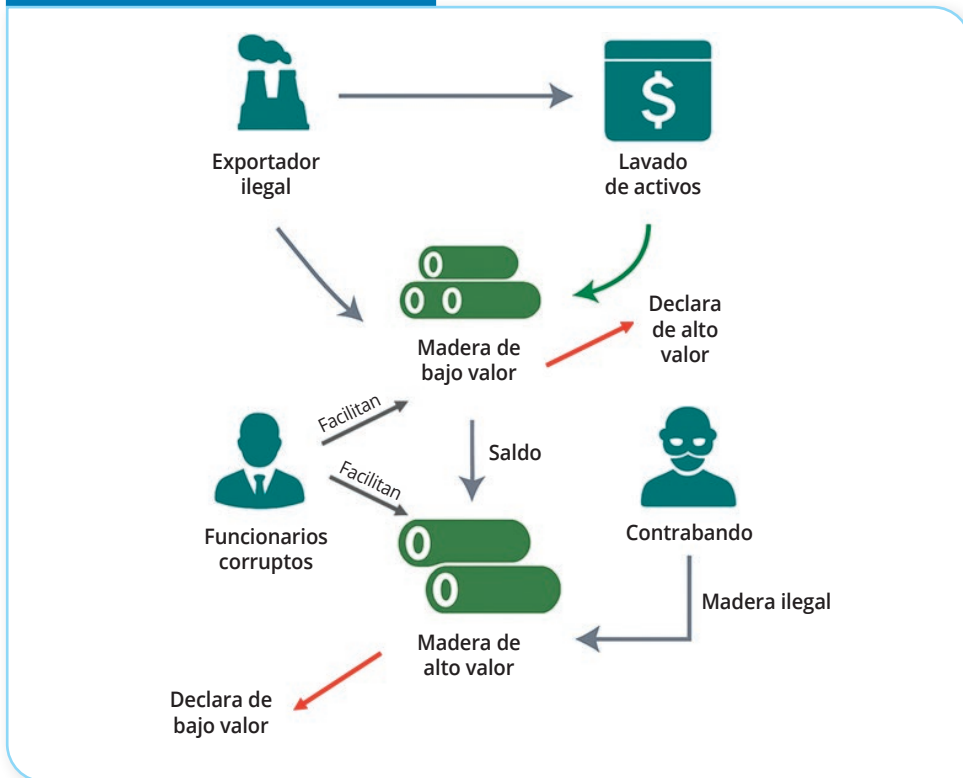 $
Exportador
ilegal
Lavado
de activos
Declara
de alto
valor
Madera de
bajo valor
Facilitan
Saldo
Facilitan
Funcionarios
corruptos
Contrabando
Madera ilegal
Madera de
alto valor
Declara de
bajo valor